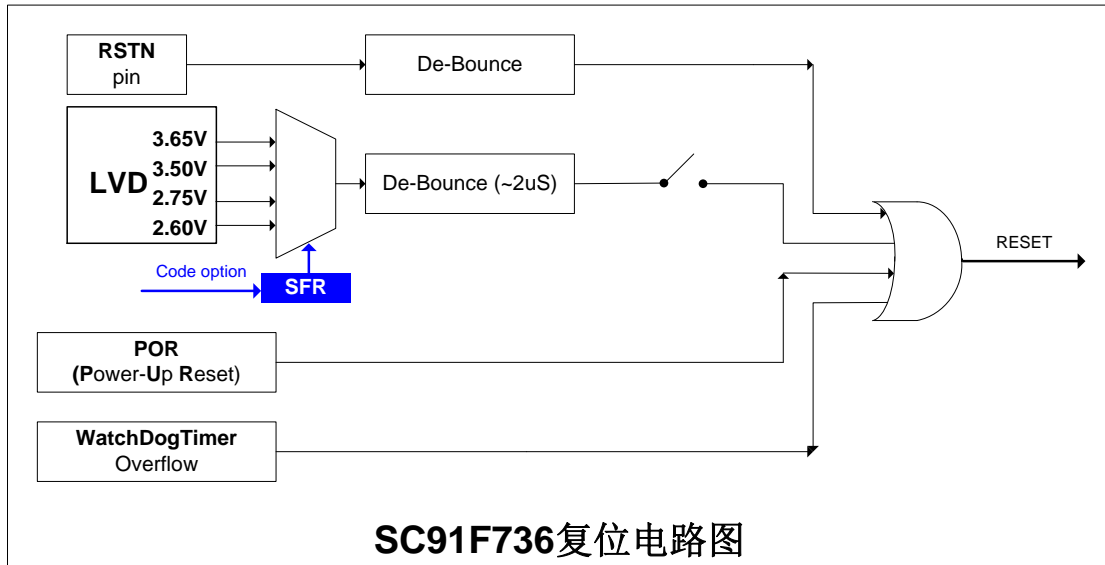 RSTN
pin
De-Bounce
LVD
3.65V
3.50V
2.75V
2.60V
De-Bounce (~2uS)
Code option
SFR
RESET
POR
(Power-Up Reset)
WatchDogTimer
Overflow
SC91F736复位电路图